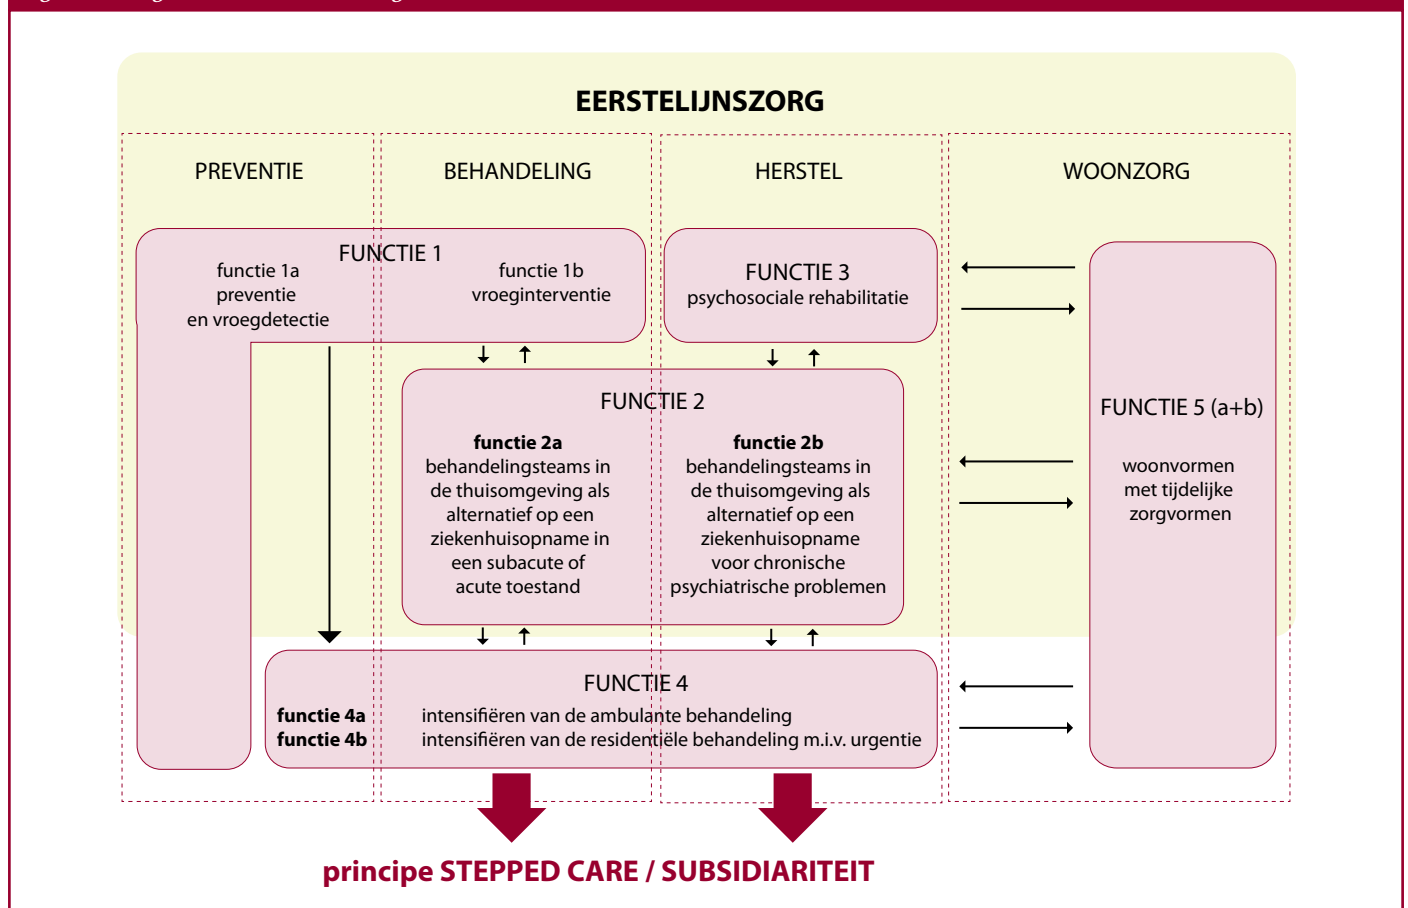 EERSTELIJNSZORG
PREVENTIE
BEHANDELING
HERSTEL
WOONZORG
FUNCTIE 1
functie 1a
preventie
en vroegdetectie
functie 1b
vroeginterventie
FUNCTIE 3
psychosociale rehabilitatie
FUNCTIE 2
functie 2a
behandelingsteams in
de thuisomgeving als
alternatief op een
ziekenhuisopname in
een subacute of
acute toestand
functie 2b
behandelingsteams in
de thuisomgeving als
alternatief op een
ziekenhuisopname
voor chronische
psychiatrische problemen
FUNCTIE 5 (a+b)
woonvormen
met tijdelijke
zorgvormen
FUNCTIE 4
functie 4a intensifiëren van de ambulante behandeling
functie 4b intensifiëren van de residentiële behandeling m.i.v. urgentie
principe STEPPED CARE / SUBSIDIARITEIT